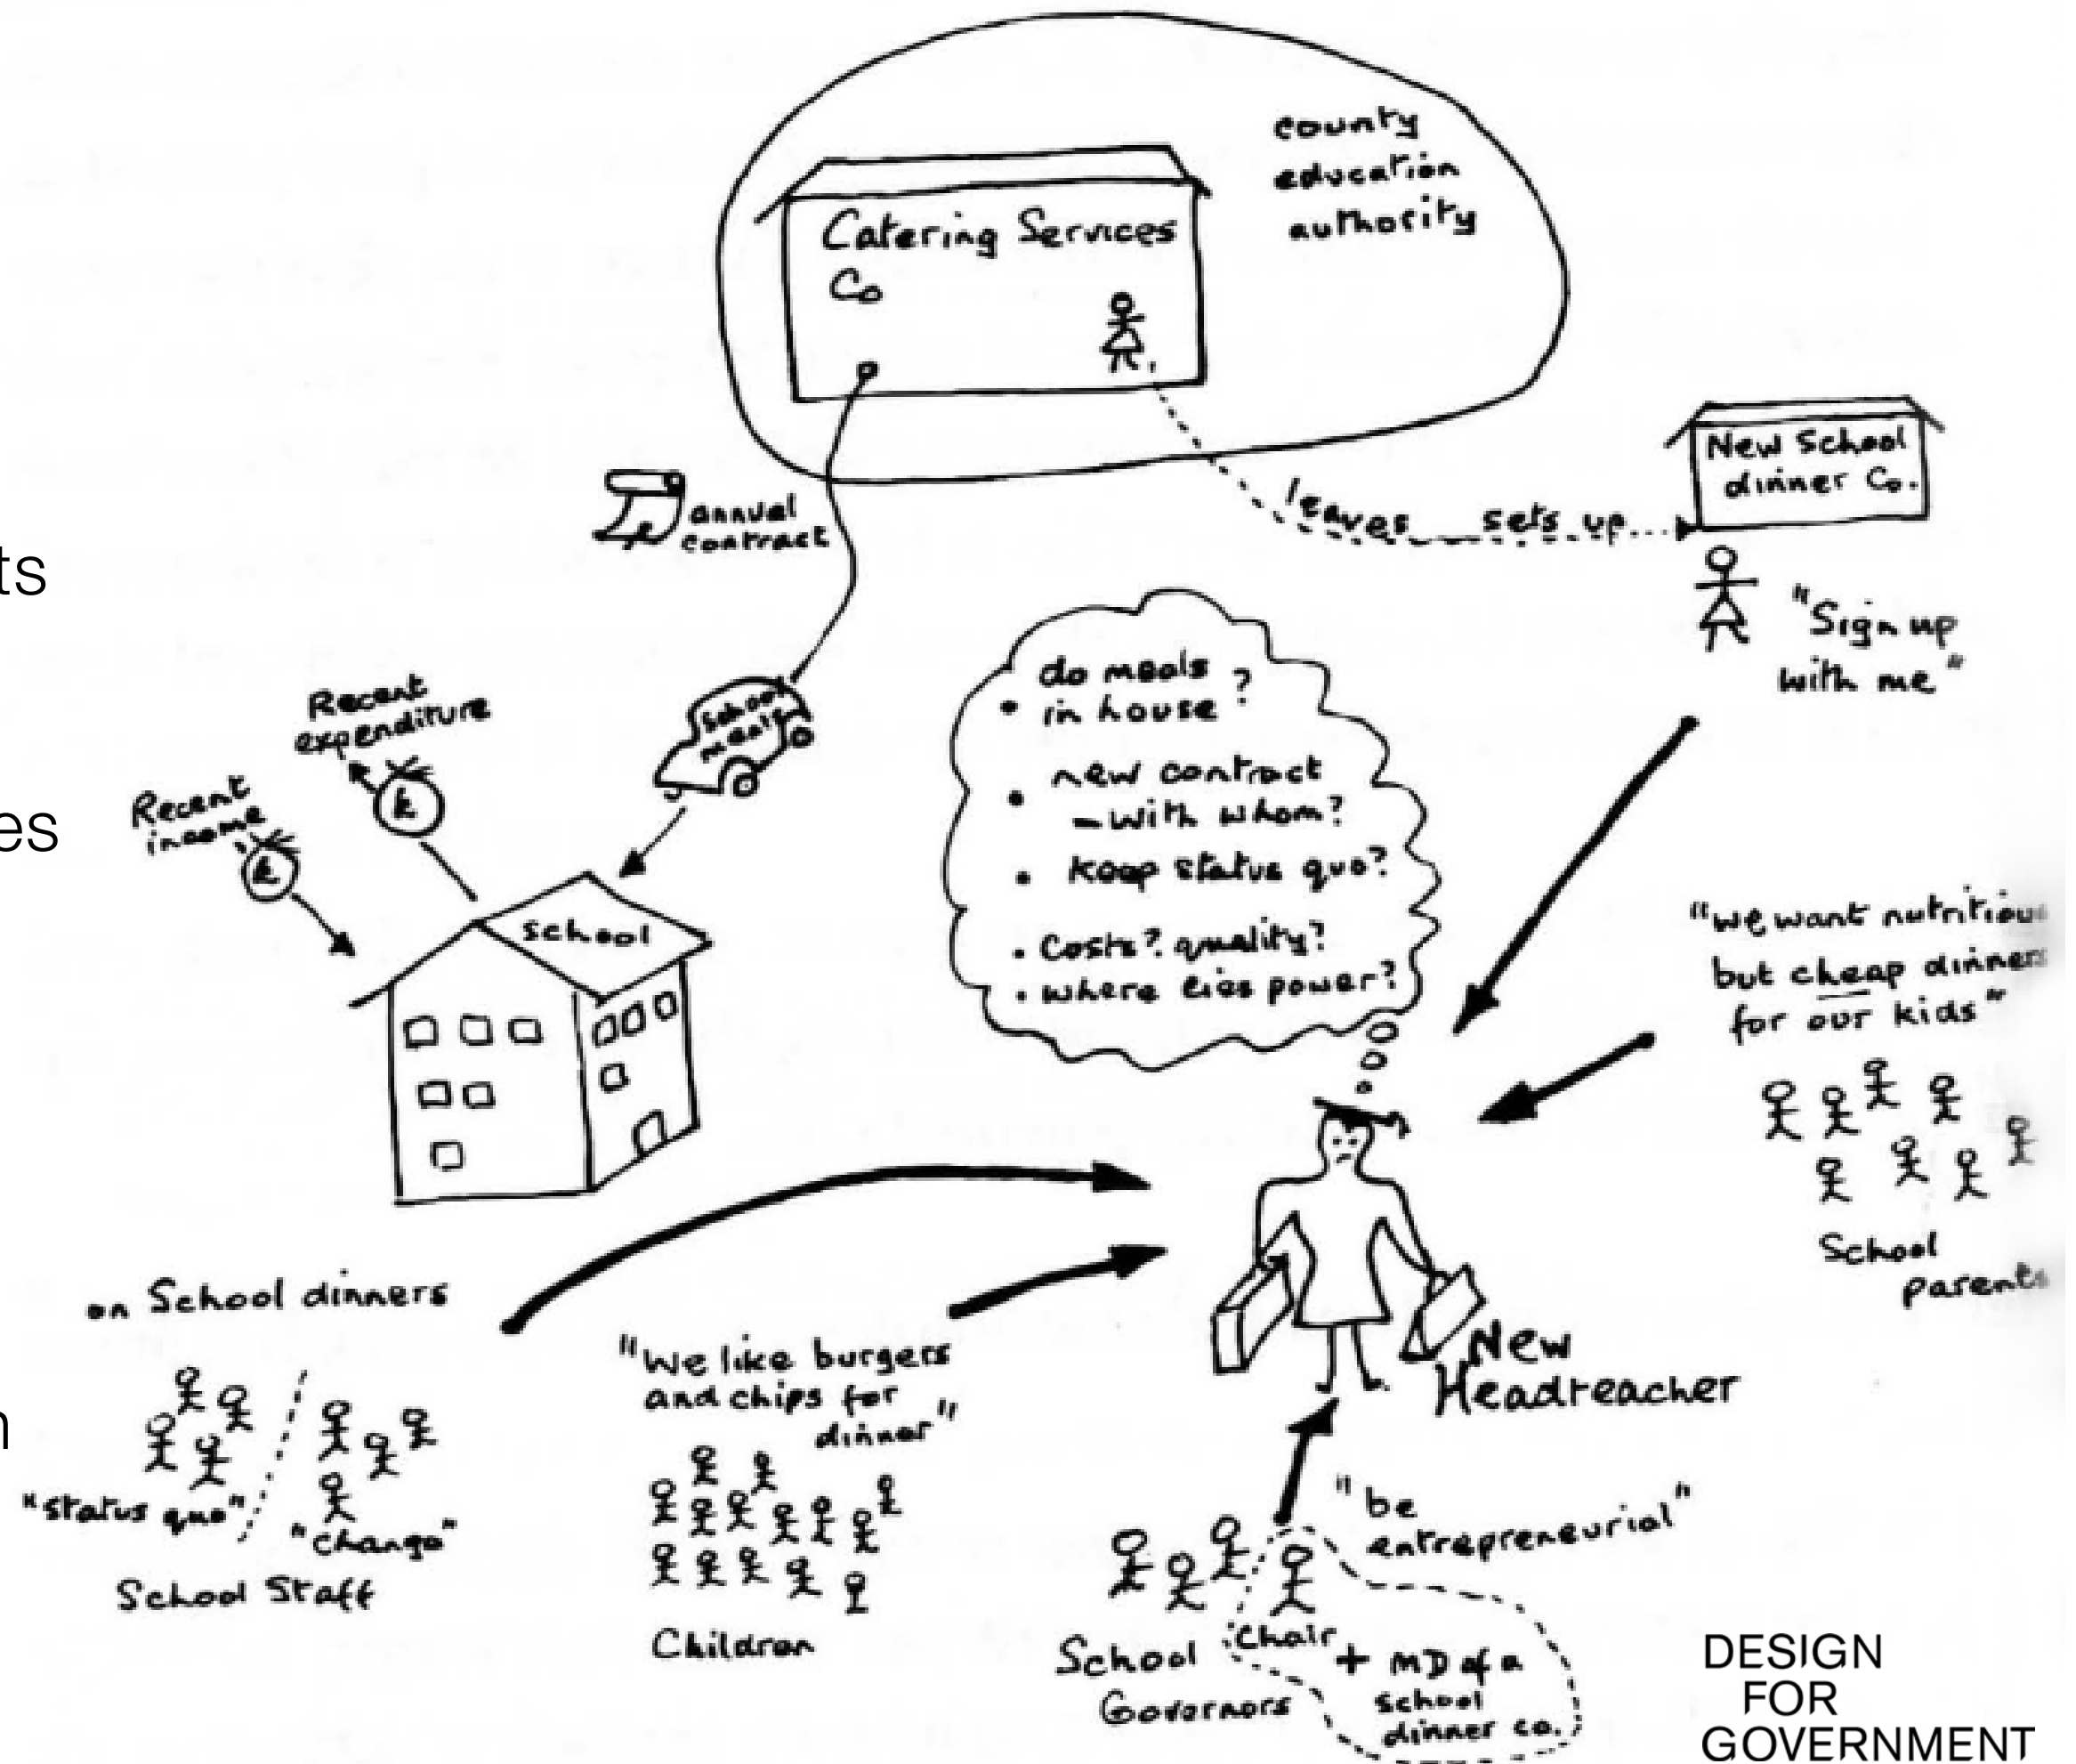 county
education
authority
Catering Services
Co
New School
dinner Co.
annual
contract
leaves sets up
"Sign up
with me"
ts
Recent
expenditure
£
Recent
income
£
School
meals
do meals
in house ?
new contract
- with whom?
keep status quo?
Costs? quality?
where lies power?
es
School
"we want nutritious
but cheap dinners
for our kids"
School
parents
on School dinners
"We like burgers
and chips for
dinner"
New
Headteacher
n
"status quo"
"change"
School Staff
Children
"be
entrepreneurial"
School
Governors
Chair
+ MD of a
school
dinner co.
DESIGN
FOR
GOVERNMENT